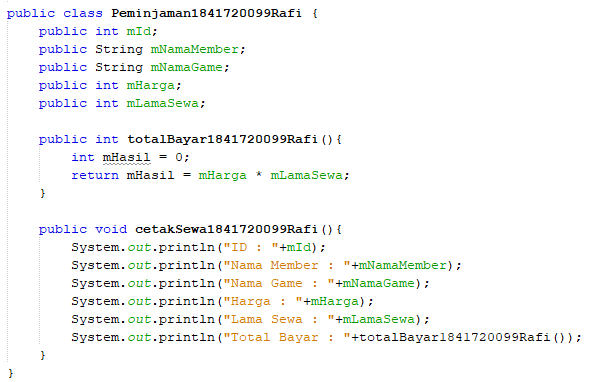 public class Peminjaman1841720099Rafi {
    public int mId;
    public String mNamaMember;
    public String mNamaGame;
    public int mHarga;
    public int mLamaSewa;

    public int totalBayar1841720099Rafi(){
        int mHasil = 0;
        return mHasil = mHarga * mLamaSewa;
    }

    public void cetakSewa1841720099Rafi(){
        System.out.println("ID : "+mId);
        System.out.println("Nama Member : "+mNamaMember);
        System.out.println("Nama Game : "+mNamaGame);
        System.out.println("Harga : "+mHarga);
        System.out.println("Lama Sewa : "+mLamaSewa);
        System.out.println("Total Bayar : "+totalBayar1841720099Rafi());
    }
}